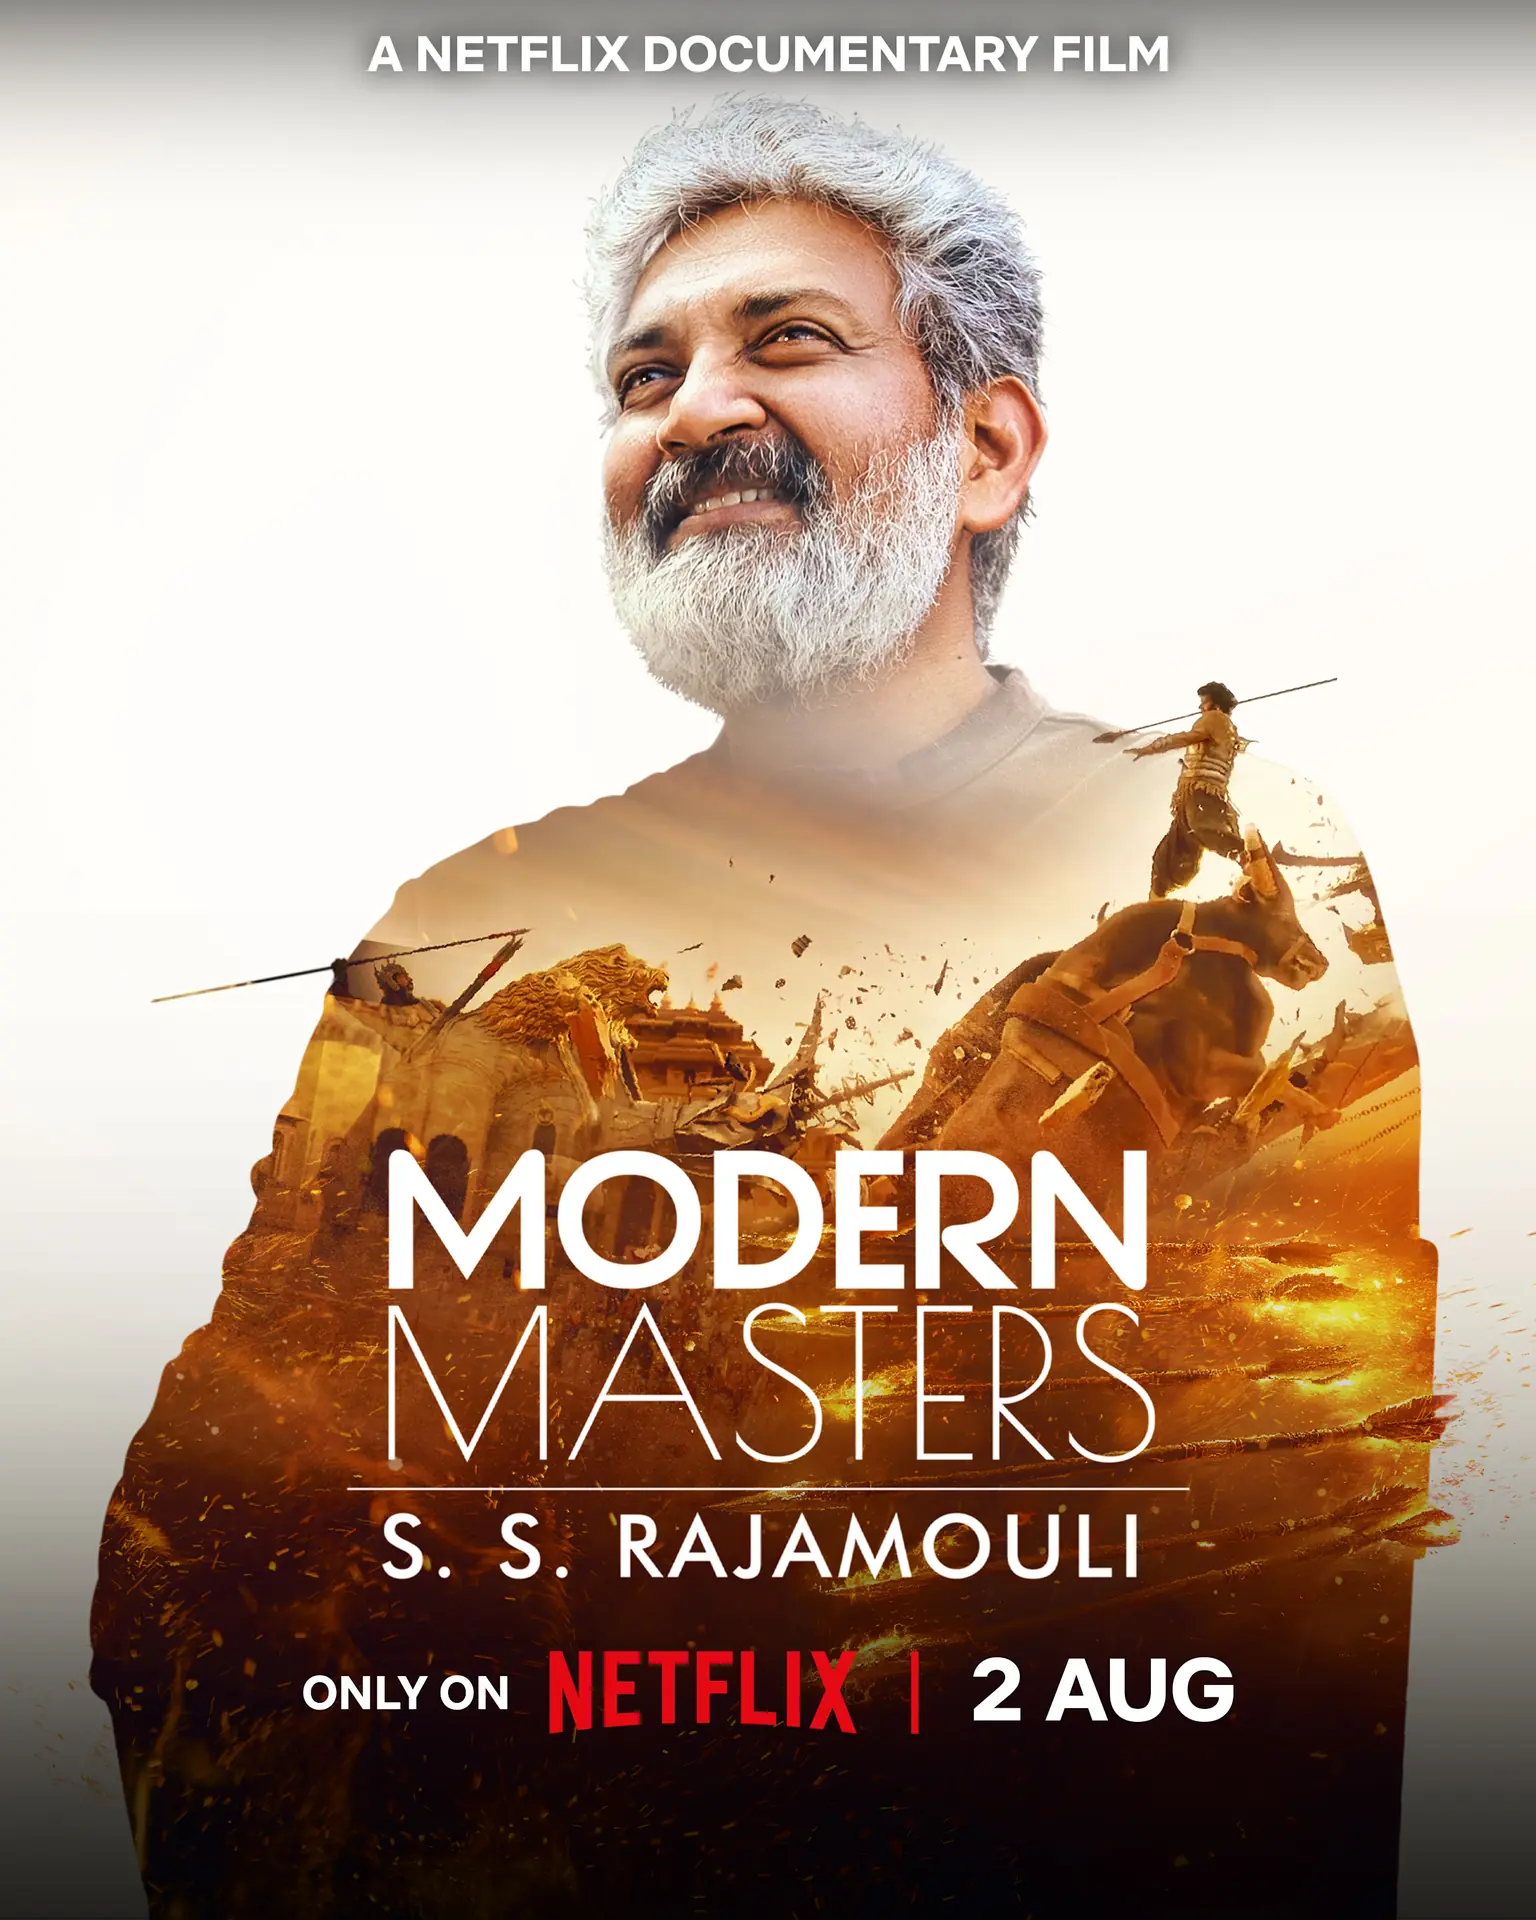 A NETFLIX DOCUMENTARY FILM
MODERN
MASTERS
S. S. RAJAMOULI
ONLY ON NETFLIX | 2 AUG